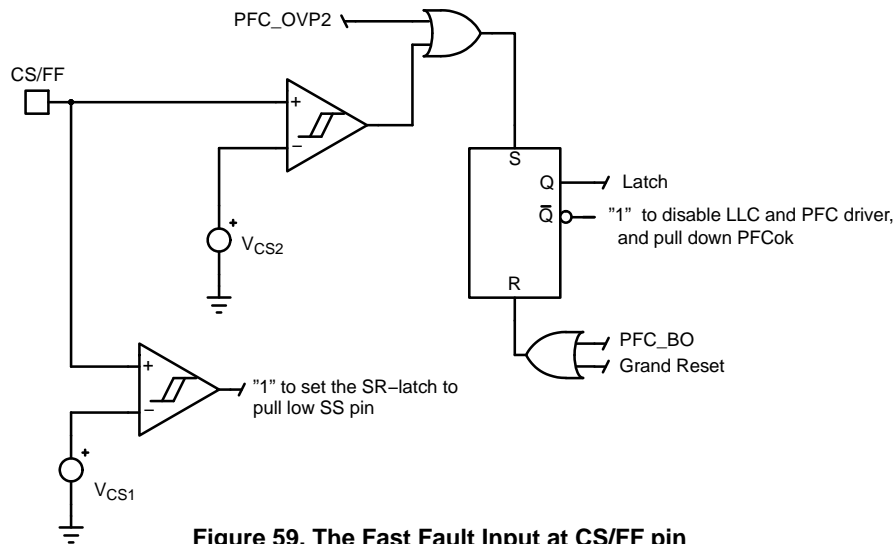 PFC_OVP2
CS/FF
+
−
+
VCS2
S
Q
Latch
Q̅
”1” to disable LLC and PFC driver,
and pull down PFCok
R
PFC_BO
Grand Reset
+
−
”1” to set the SR−latch to
pull low SS pin
+
VCS1
Figure 59. The Fast Fault Input at CS/FF pin